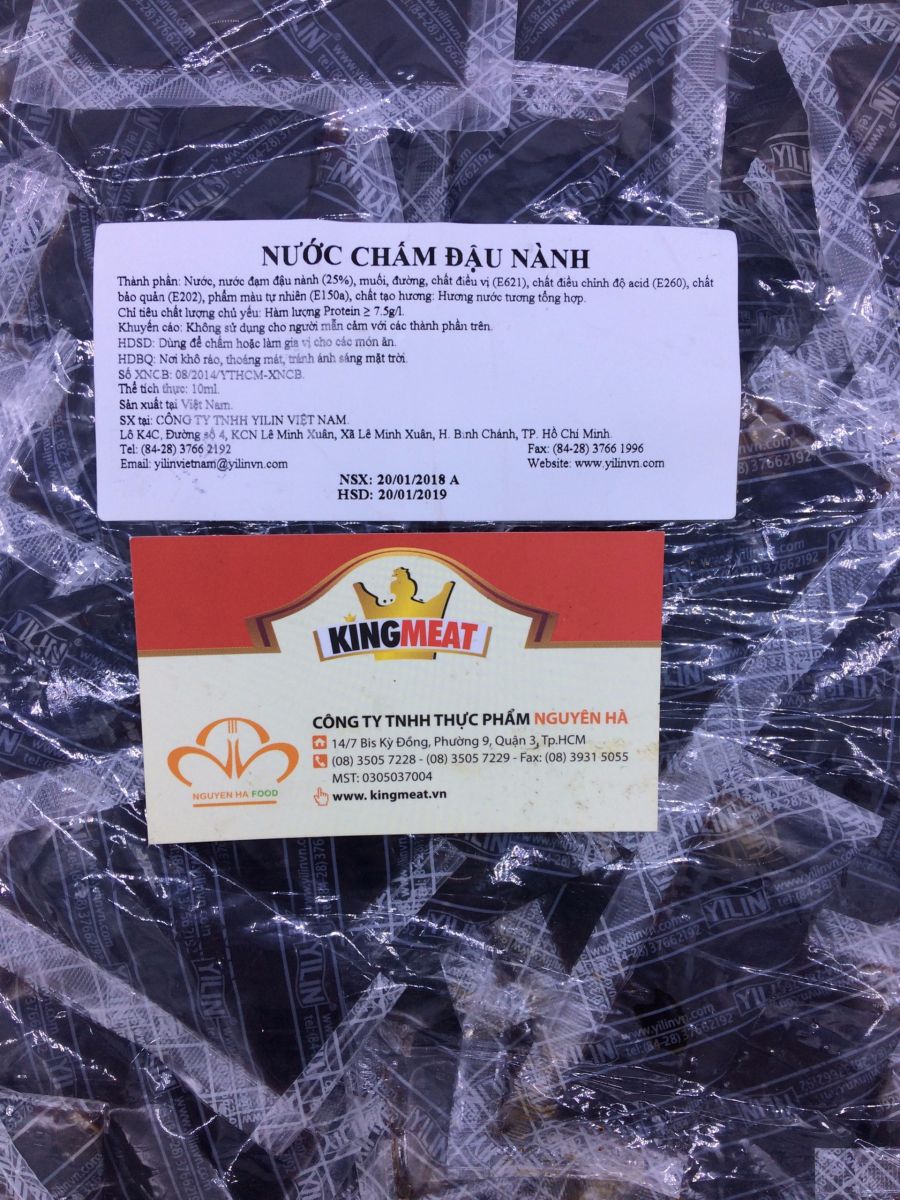 NƯỚC CHẤM ĐẬU NÀNH
Thành phần: Nước, nước đạm đậu nành (25%), muối, đường, chất điều vị (E621), chất điều chỉnh độ acid (E260), chất
bảo quản (E202), phẩm màu tự nhiên (E150a), chất tạo hương: Hương nước tương tổng hợp.
Chỉ tiêu chất lượng chủ yếu: Hàm lượng Protein ≥ 7.5g/l.
Khuyến cáo: Không sử dụng cho người mẫn cảm với các thành phần trên.
HDSD: Dùng để chấm hoặc làm gia vị cho các món ăn.
HDBQ: Nơi khô ráo, thoáng mát, tránh ánh sáng mặt trời.
Số XNCB: 08/2014/YTHCM-XNCB.
Thể tích thực: 10ml.
Sản xuất tại Việt Nam.
SX tại: CÔNG TY TNHH YILIN VIỆT NAM.
Lô K4C, Đường số 4, KCN Lê Minh Xuân, Xã Lê Minh Xuân, H. Bình Chánh, TP. Hồ Chí Minh.
Tel: (84-28) 3766 2192 Fax: (84-28) 3766 1996
Email: yilinvietnam@yilinvn.com Website: www.yilinvn.com
NSX: 20/01/2018 A
HSD: 20/01/2019
KINGMEAT
CÔNG TY TNHH THỰC PHẨM NGUYÊN HÀ
14/7 Bis Kỳ Đồng, Phường 9, Quận 3, Tp.HCM
(08) 3505 7228 - (08) 3505 7229 - Fax: (08) 3931 5055
MST: 0305037004
www.kingmeat.vn
NGUYEN HA FOOD
YILIN
www.yilinvn.com
tel:(84-28)37662192